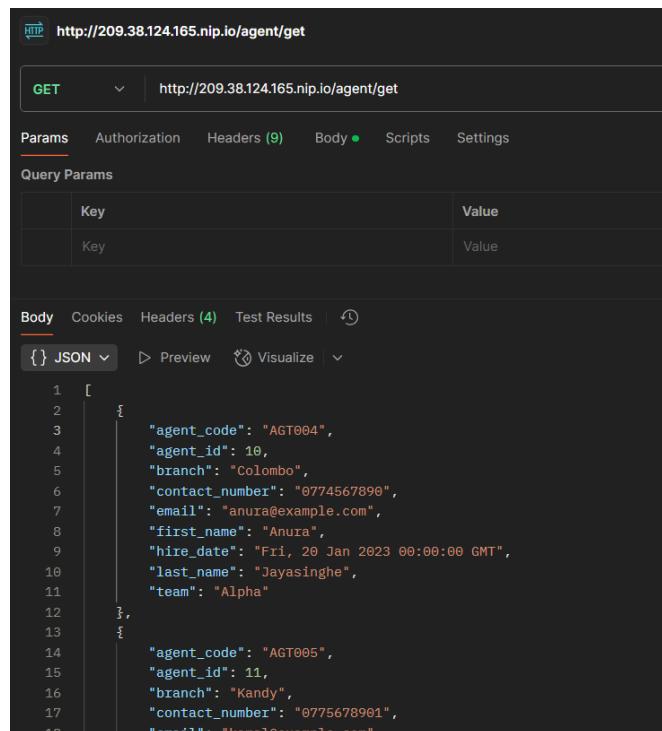 HTTP http://209.38.124.165.nip.io/agent/get
GET http://209.38.124.165.nip.io/agent/get
Params Authorization Headers (9) Body Scripts Settings
Query Params
Key Value
Key Value
Body Cookies Headers (4) Test Results
{} JSON Preview Visualize
1 [
2 {
3 "agent_code": "AGT004",
4 "agent_id": 10,
5 "branch": "Colombo",
6 "contact_number": "0774567890",
7 "email": "anura@example.com",
8 "first_name": "Anura",
9 "hire_date": "Fri, 20 Jan 2023 00:00:00 GMT",
10 "last_name": "Jayasinghe",
11 "team": "Alpha"
12 },
13 {
14 "agent_code": "AGT005",
15 "agent_id": 11,
16 "branch": "Kandy",
17 "contact_number": "0775678901",